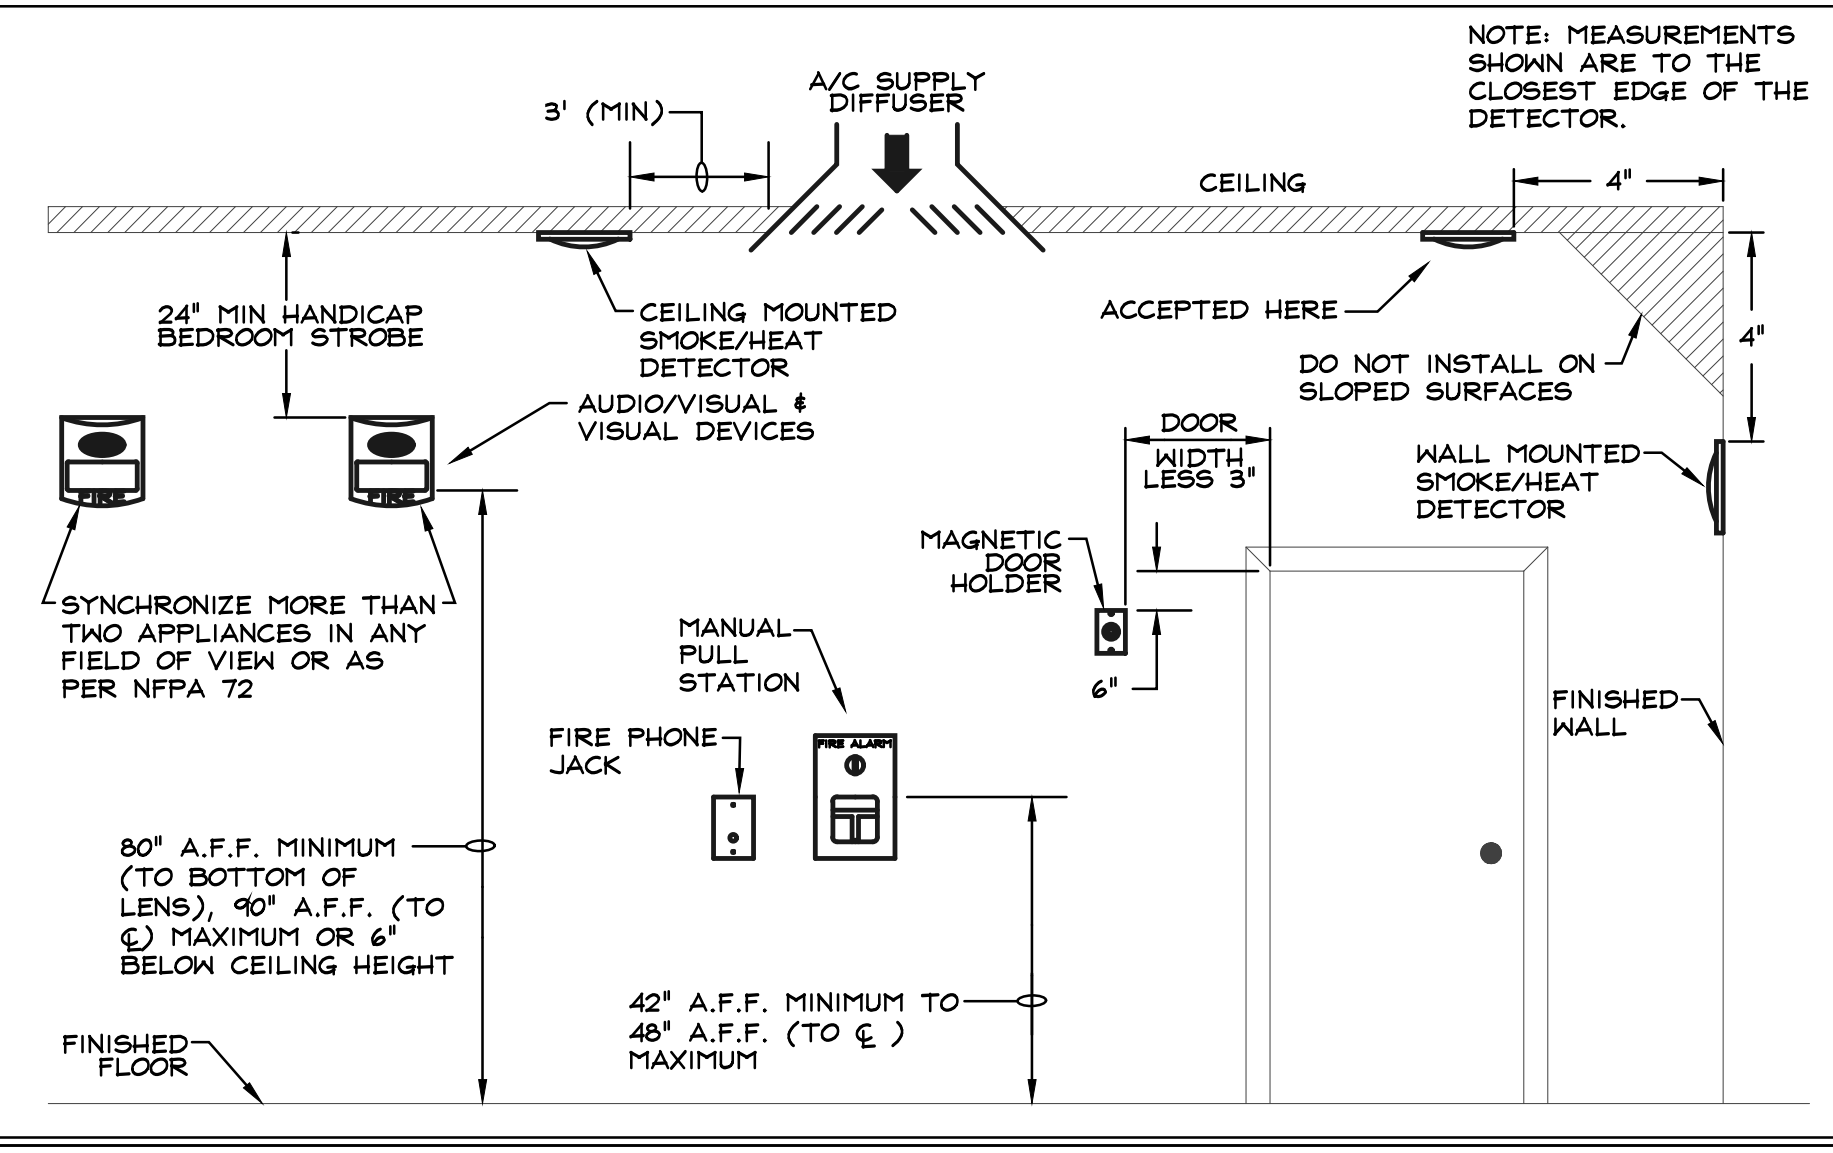 NOTE: MEASUREMENTS
SHOWN ARE TO THE
CLOSEST EDGE OF THE
DETECTOR.
A/C SUPPLY
DIFFUSER
3' (MIN)
CEILING
4"
24" MIN HANDICAP
BEDROOM STROBE
CEILING MOUNTED
SMOKE/HEAT
DETECTOR
ACCEPTED HERE
4"
DO NOT INSTALL ON
SLOPED SURFACES
AUDIO/VISUAL &
VISUAL DEVICES
DOOR
WIDTH
LESS 3"
WALL MOUNTED
SMOKE/HEAT
DETECTOR
FIRE
FIRE
MAGNETIC
DOOR
HOLDER
SYNCHRONIZE MORE THAN
TWO APPLIANCES IN ANY
FIELD OF VIEW OR AS
PER NFPA 72
MANUAL
PULL
STATION
6"
FINISHED
WALL
FIRE PHONE
JACK
FIRE ALARM
80" A.F.F. MINIMUM
(TO BOTTOM OF
LENS), 90" A.F.F. (TO
℄) MAXIMUM OR 6"
BELOW CEILING HEIGHT
42" A.F.F. MINIMUM TO
48" A.F.F. (TO ℄ )
MAXIMUM
FINISHED
FLOOR